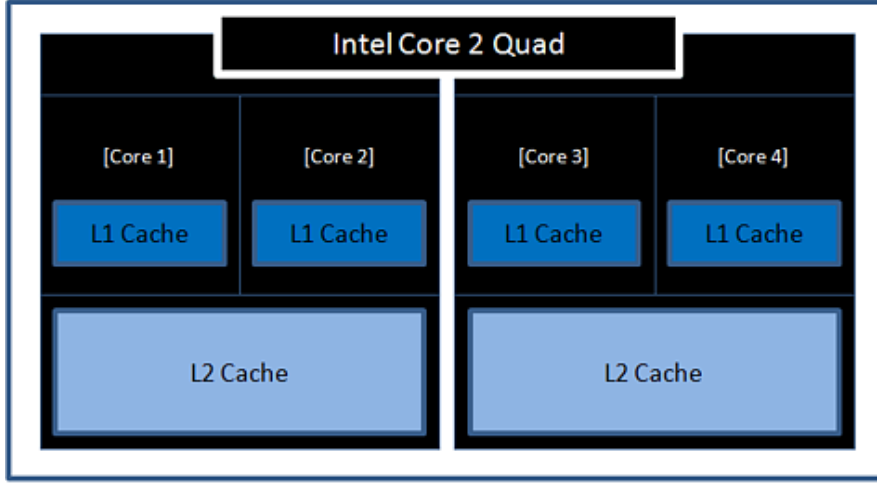 Intel Core 2 Quad
[Core 1]
[Core 2]
[Core 3]
[Core 4]
L1 Cache
L1 Cache
L1 Cache
L1 Cache
L2 Cache
L2 Cache